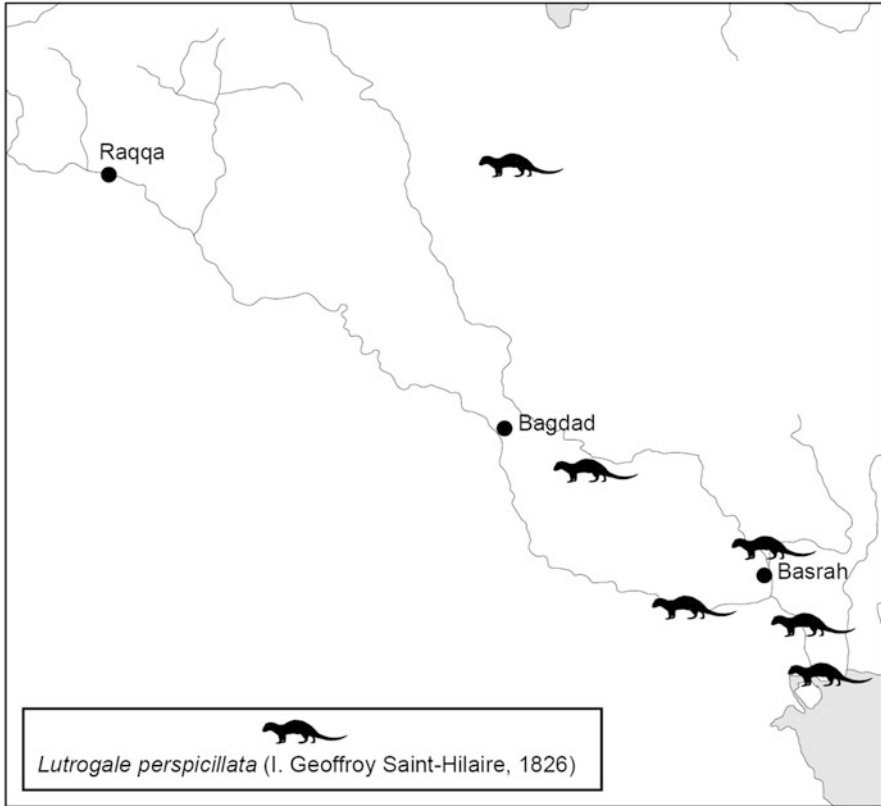 Raqqa
Bagdad
Basrah
Lutrogale perspicillata (I. Geoffroy Saint-Hilaire, 1826)